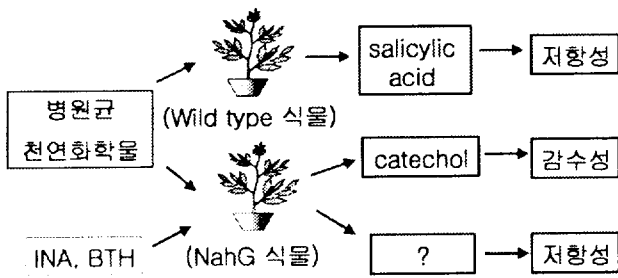 salicylic
acid
저항성
병원균
천연화학물
(Wild type 식물)
catechol
감수성
INA, BTH
(NahG 식물)
?
저항성